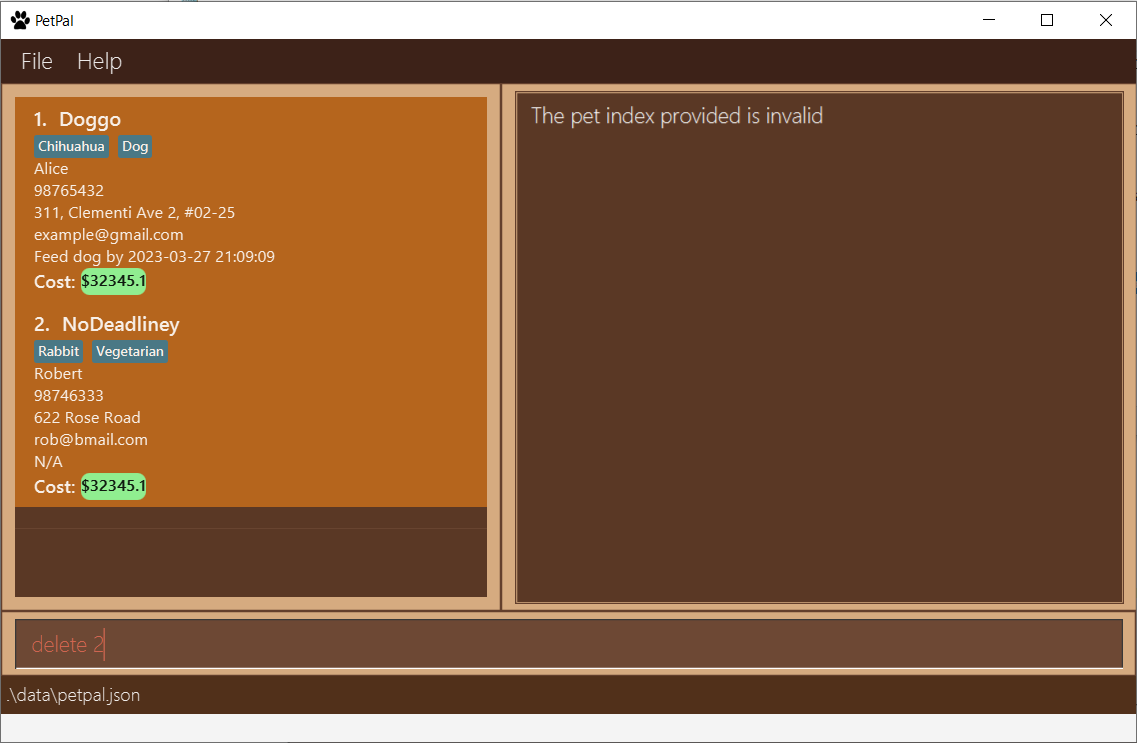 PetPal
File Help
1. Doggo
Chihuahua Dog
Alice
98765432
311, Clementi Ave 2, #02-25
example@gmail.com
Feed dog by 2023-03-27 21:09:09
Cost: $32345.1
2. NoDeadliney
Rabbit Vegetarian
Robert
98746333
622 Rose Road
rob@bmail.com
N/A
Cost: $32345.1
The pet index provided is invalid
delete 2
.\data\petpal.json